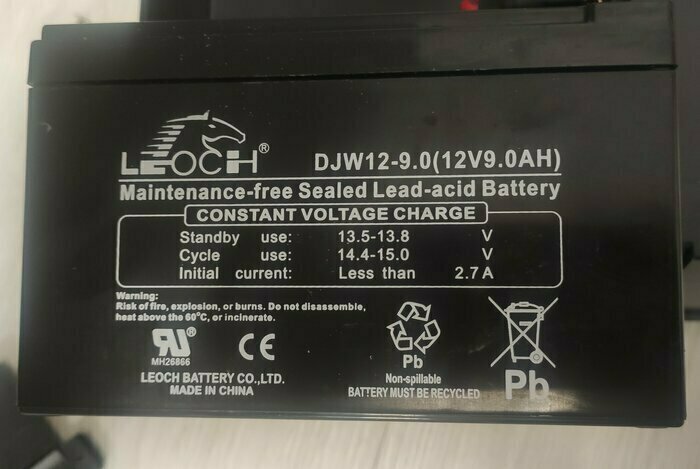 LEOCH®
DJW12-9.0(12V9.0AH)
Maintenance-free Sealed Lead-acid Battery
CONSTANT VOLTAGE CHARGE
Standby use: 13.5-13.8 V
Cycle use: 14.4-15.0 V
Initial current: Less than 2.7A
Warning:
Risk of fire, explosion, or burns. Do not disassemble,
heat above the 60°C, or incinerate.
RU® CE
MH26866
LEOCH BATTERY CO.,LTD.
MADE IN CHINA
Pb
Non-spillable
BATTERY MUST BE RECYCLED
Pb